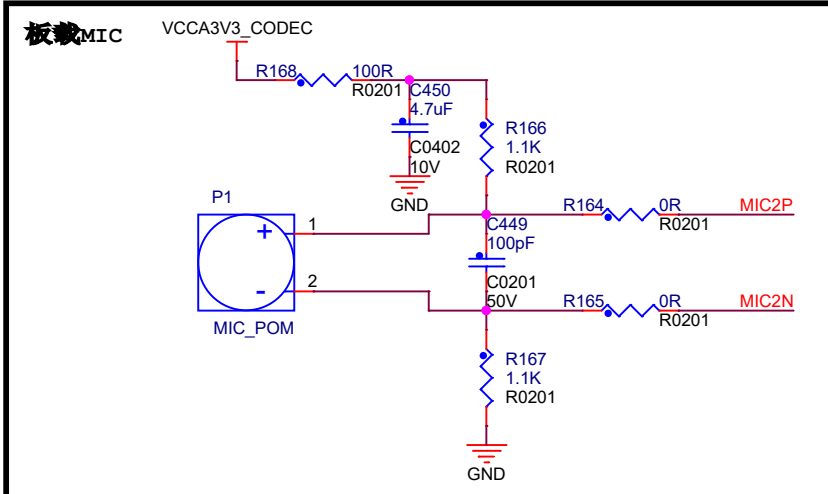 板载MIC
VCCA3V3_CODEC
R168
100R
R0201
C450
4.7uF
C0402
10V
GND
R166
1.1K
R0201
P1
+
-
1
2
MIC_POM
C449
100pF
C0201
50V
R164
0R
R0201
MIC2P
R165
0R
R0201
MIC2N
R167
1.1K
R0201
GND